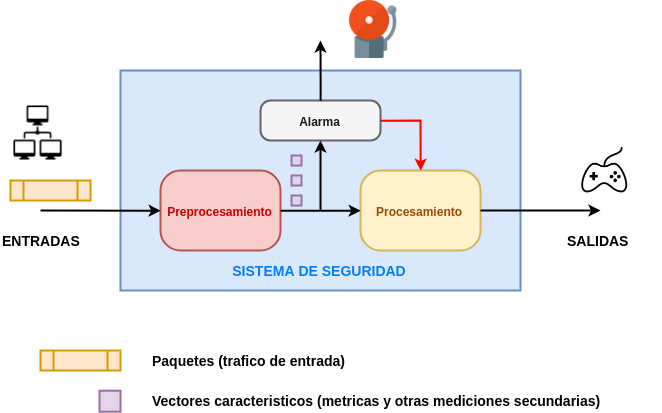 Alarma
Preprocesamiento
Procesamiento
ENTRADAS
SALIDAS
SISTEMA DE SEGURIDAD
Paquetes (trafico de entrada)
Vectores caracteristicos (metricas y otras mediciones secundarias)